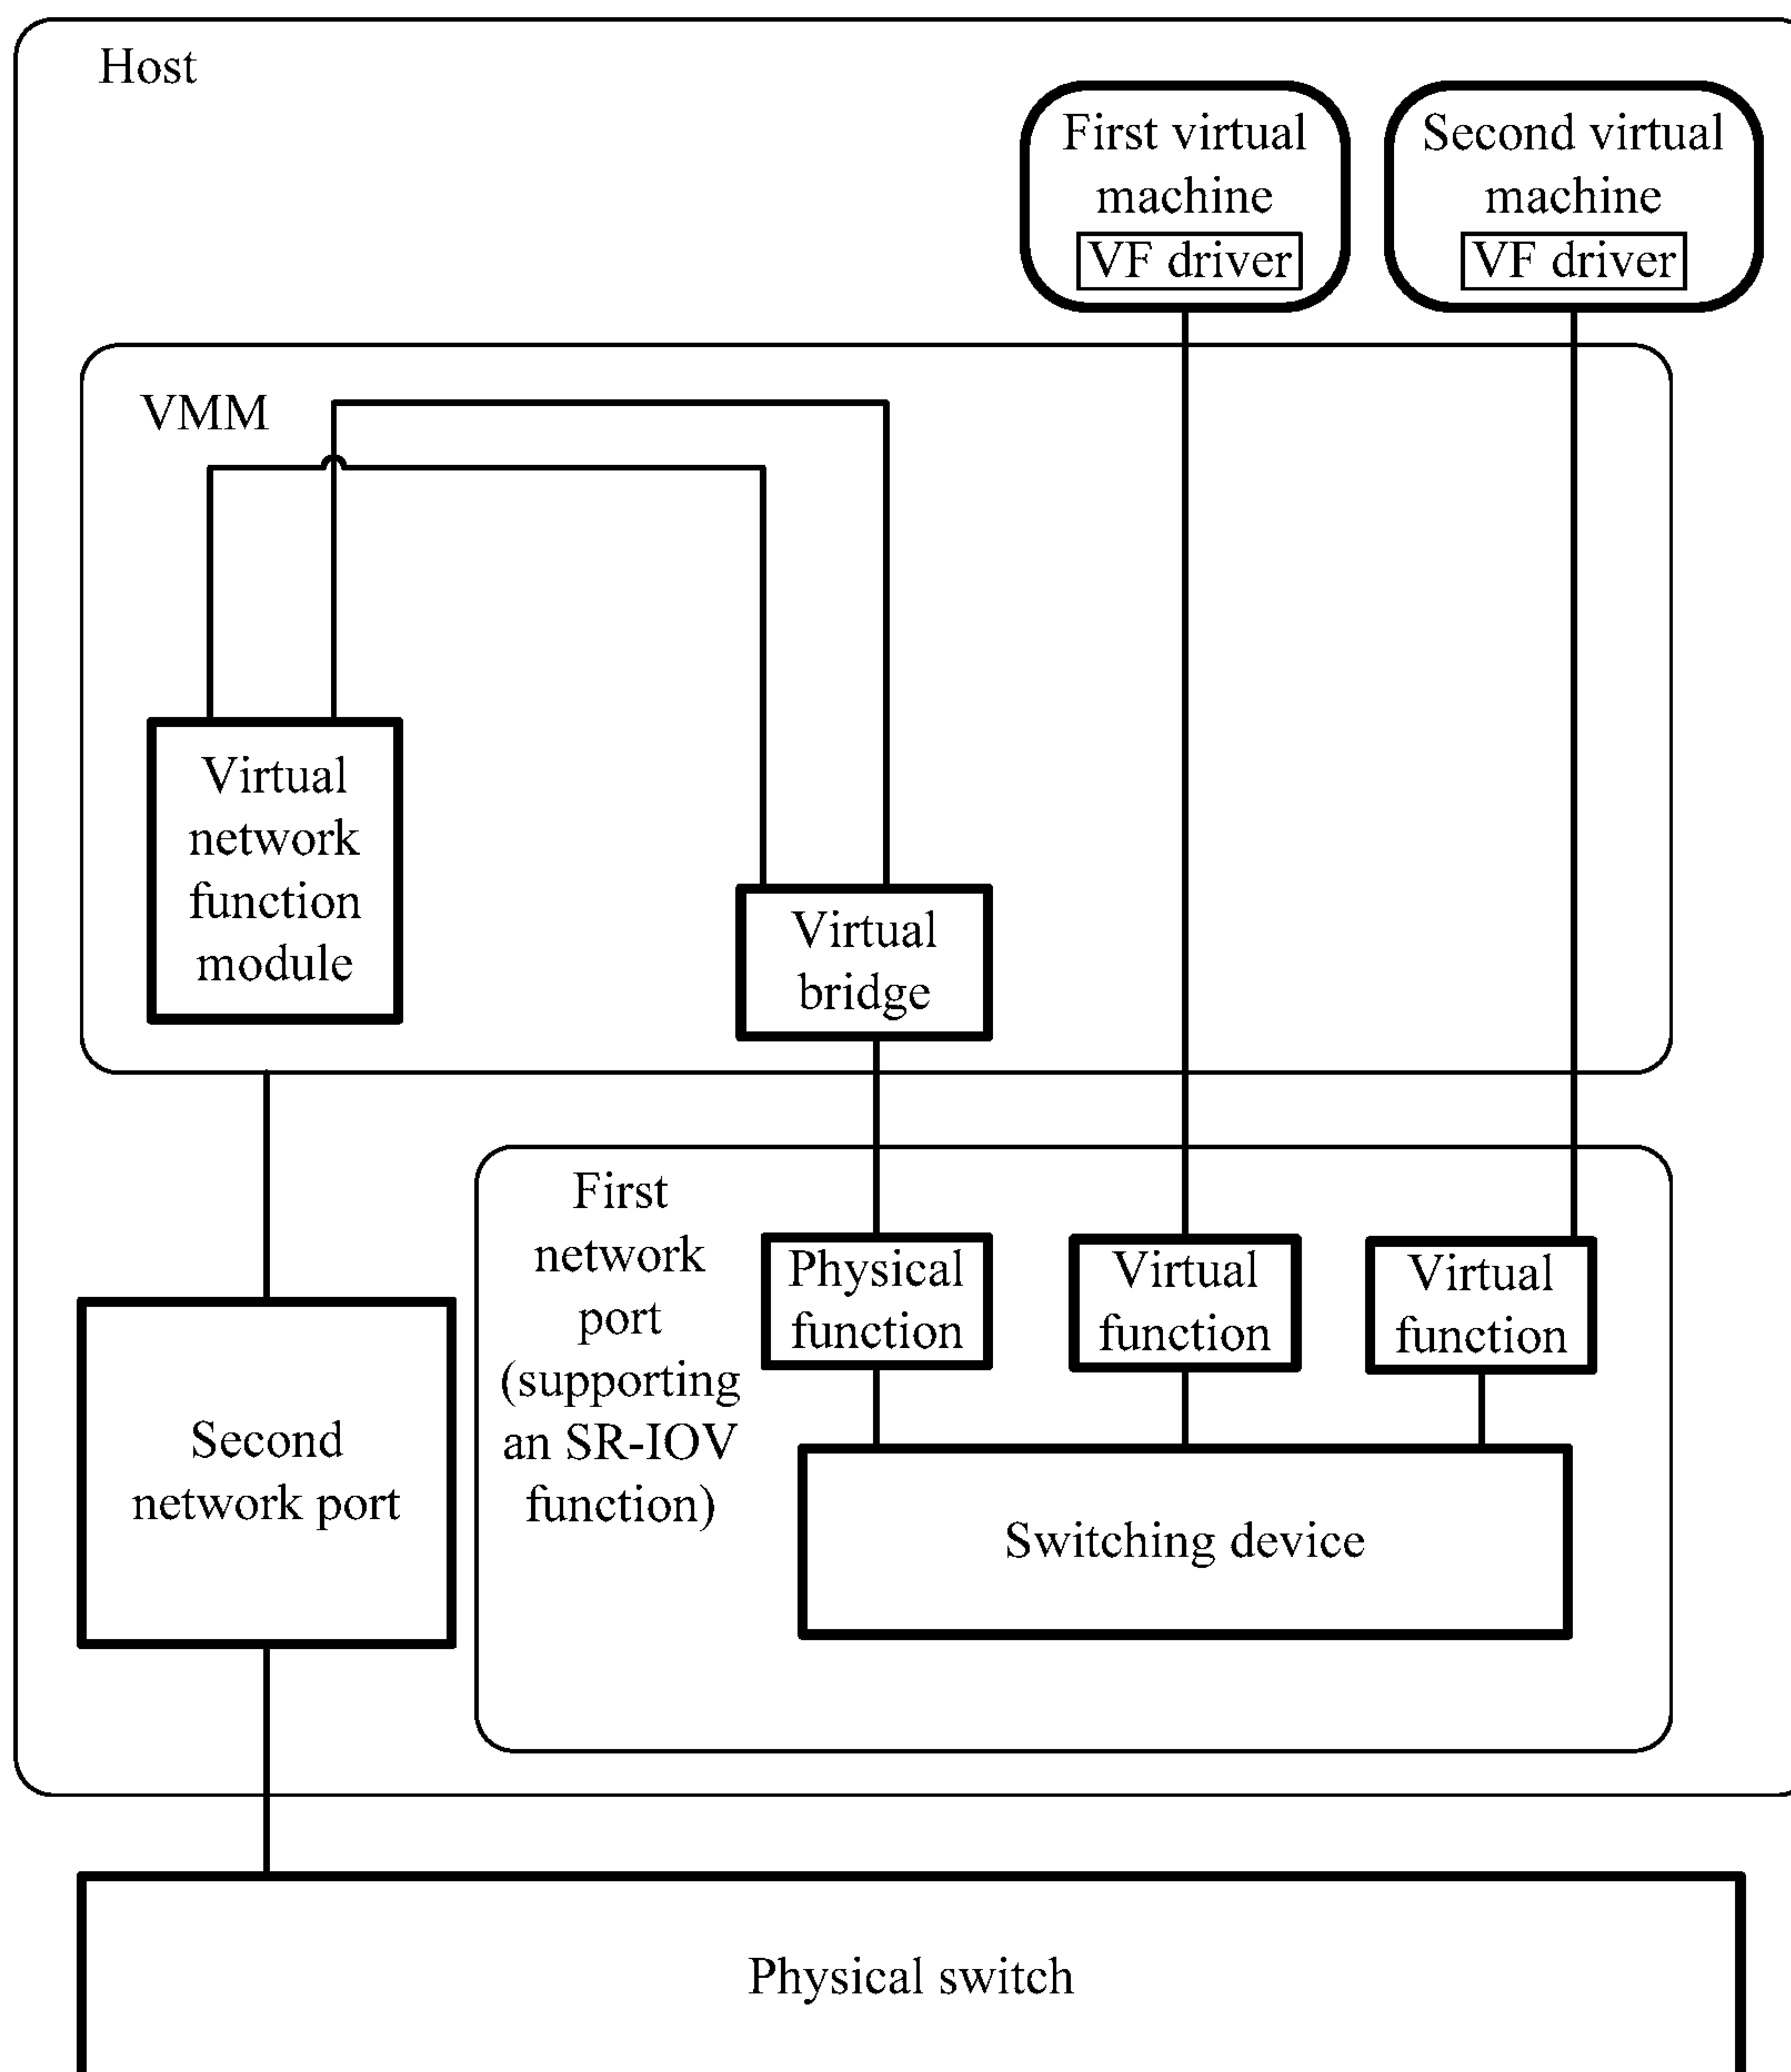 Host
First virtual
machine
VF driver
Second virtual
machine
VF driver
VMM
Virtual
network
function
module
Virtual
bridge
First
network
port
(supporting
an SR-IOV
function)
Physical
function
Virtual
function
Virtual
function
Second
network port
Switching device
Physical switch